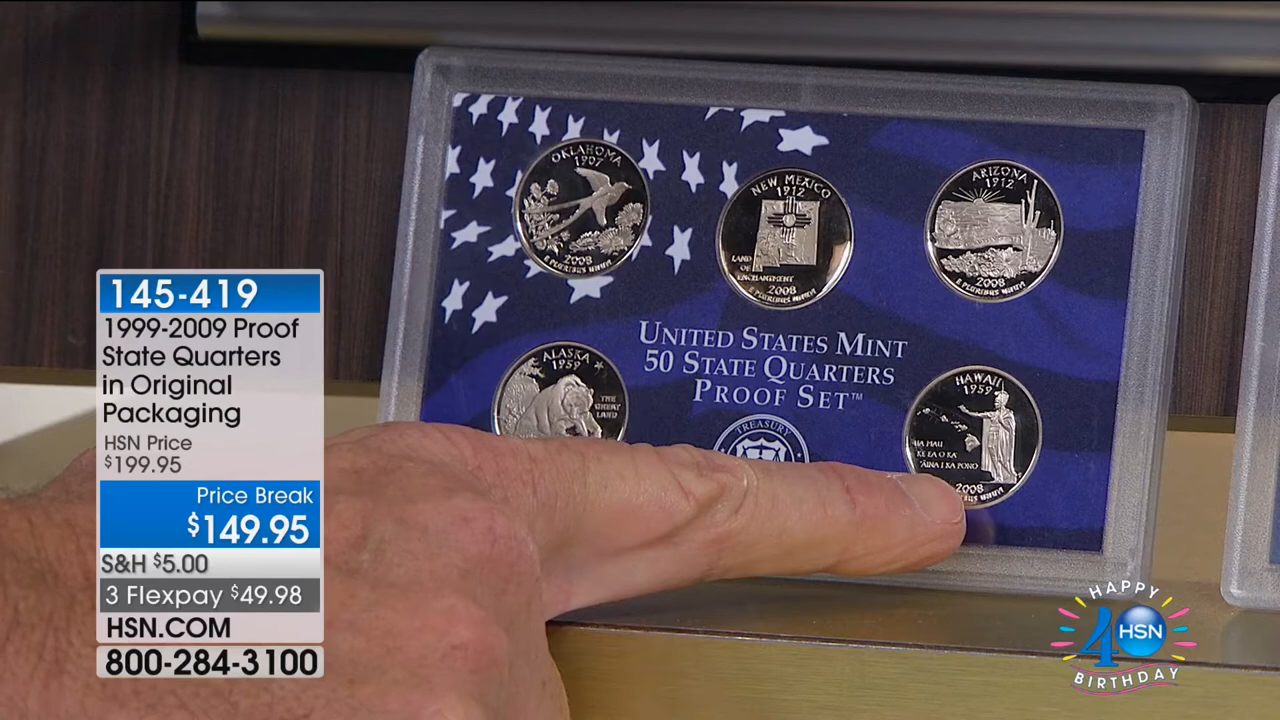 145-419
1999-2009 Proof
State Quarters
in Original
Packaging
HSN Price
$199.95
Price Break
$149.95
S&H $5.00
3 Flexpay $49.98
HSN.COM
800-284-3100
OKLAHOMA
1907
2008
E PLURIBUS UNUM
NEW MEXICO
1912
LAND
OF
ENCHANTMENT
2008
E PLURIBUS UNUM
ARIZONA
1912
2008
E PLURIBUS UNUM
UNITED STATES MINT
50 STATE QUARTERS
PROOF SET™
TREASURY
ALASKA
1959
THE
GREAT
LAND
HAWAII
1959
UA MAU
KE EA O KA
'ĀINA I KA PONO
2008
HAPPY
40
HSN
BIRTHDAY